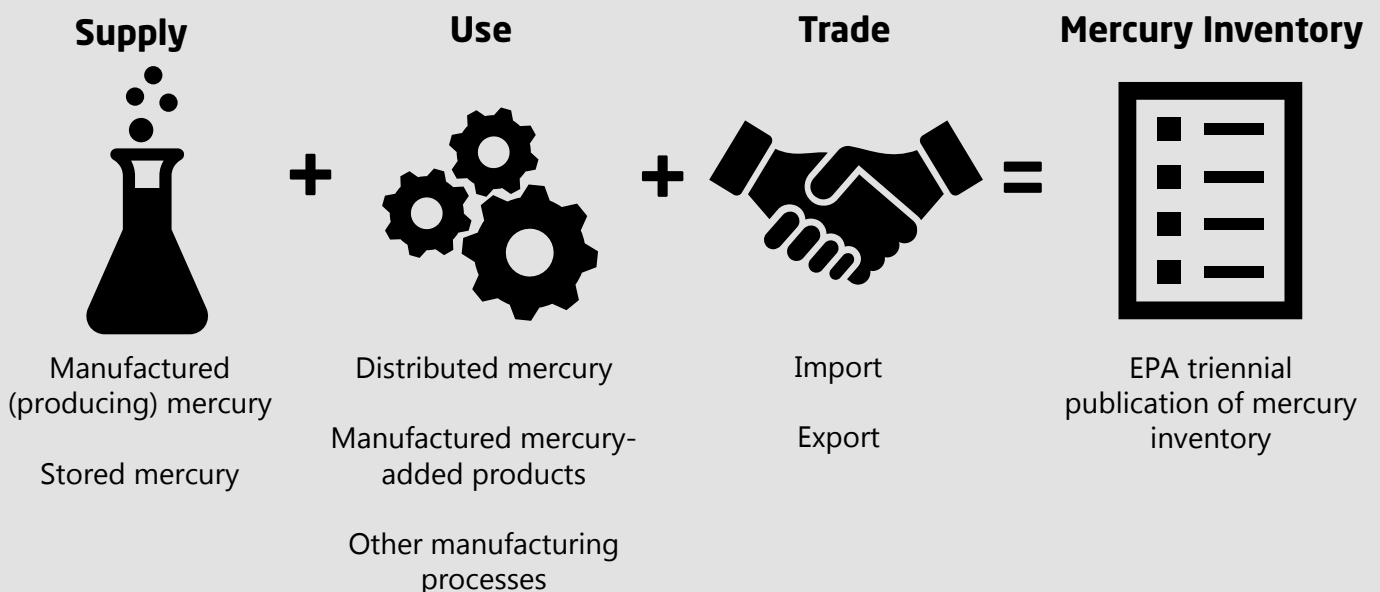 Supply
Use
Trade
Mercury Inventory
+
+
=
Manufactured
(producing) mercury
Stored mercury
Distributed mercury
Manufactured mercury-
added products
Other manufacturing
processes
Import
Export
EPA triennial
publication of mercury
inventory